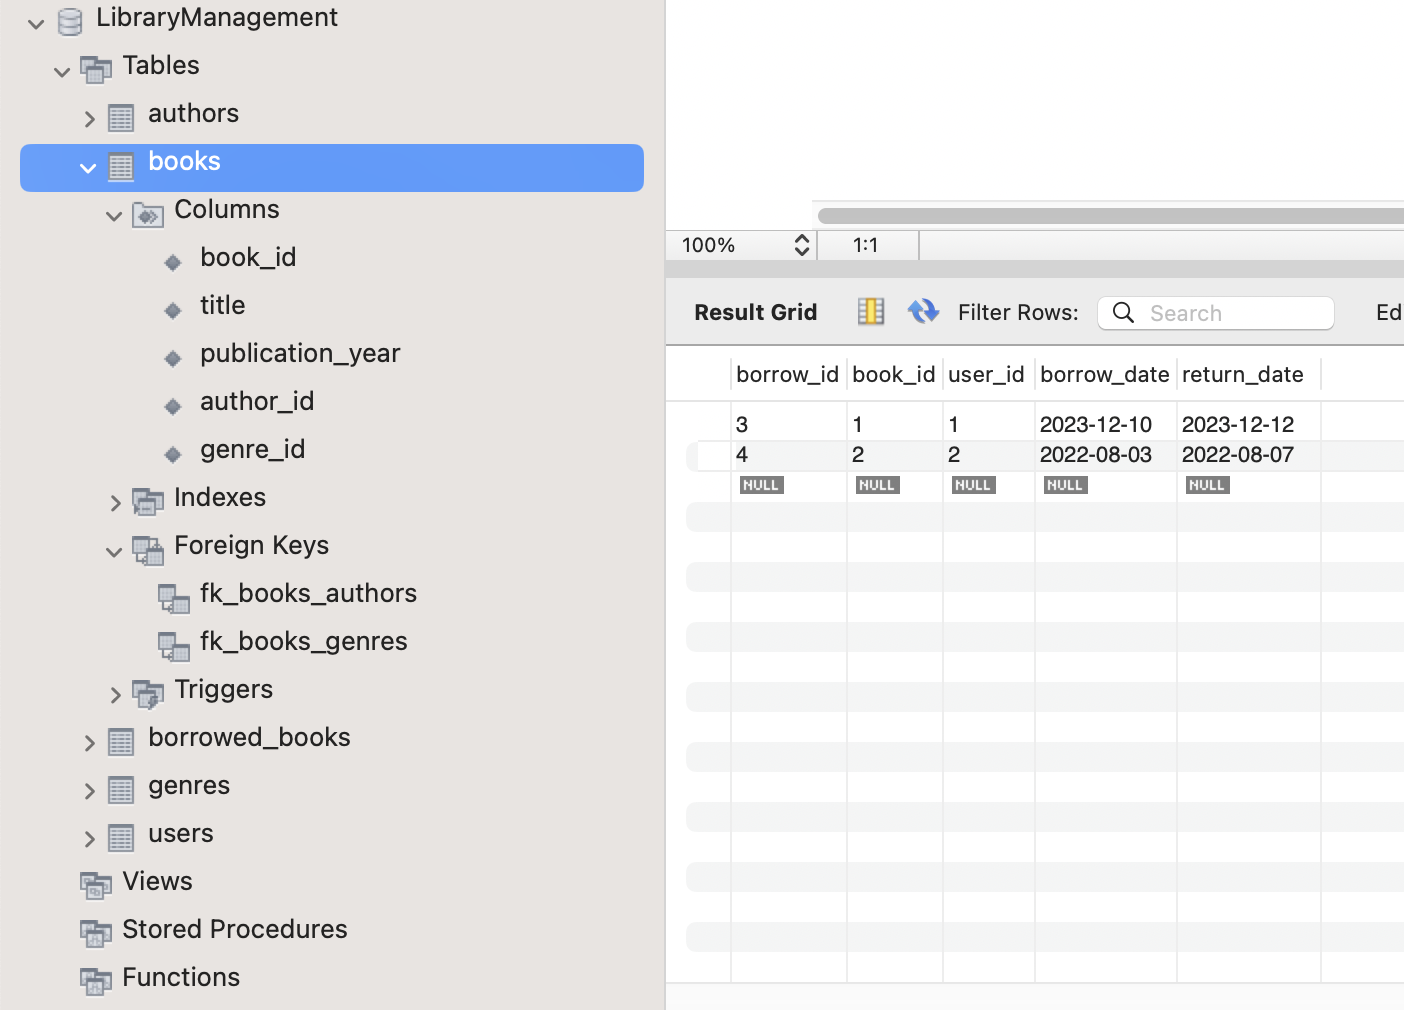 LibraryManagement
Tables
authors
books
Columns
book_id
title
publication_year
author_id
genre_id
Indexes
Foreign Keys
fk_books_authors
fk_books_genres
Triggers
borrowed_books
genres
users
Views
Stored Procedures
Functions
100% 1:1
Result Grid Filter Rows: Search Ed
borrow_id book_id user_id borrow_date return_date
3 1 1 2023-12-10 2023-12-12
4 2 2 2022-08-03 2022-08-07
NULL NULL NULL NULL NULL